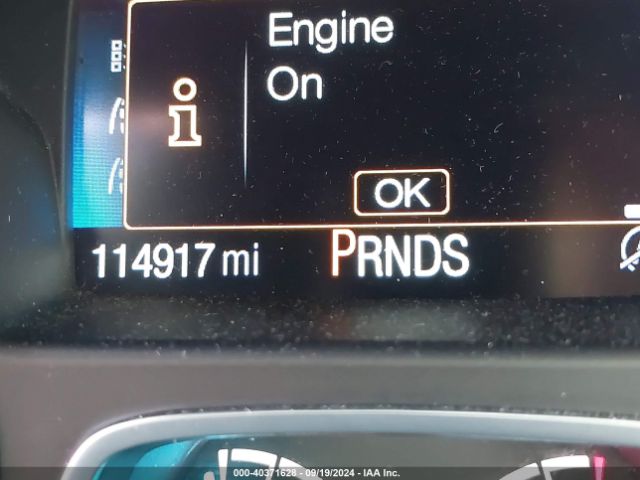 Engine
On
i
OK
114917 mi PRNDS
000-40371628 - 09/19/2024 - IAA Inc.